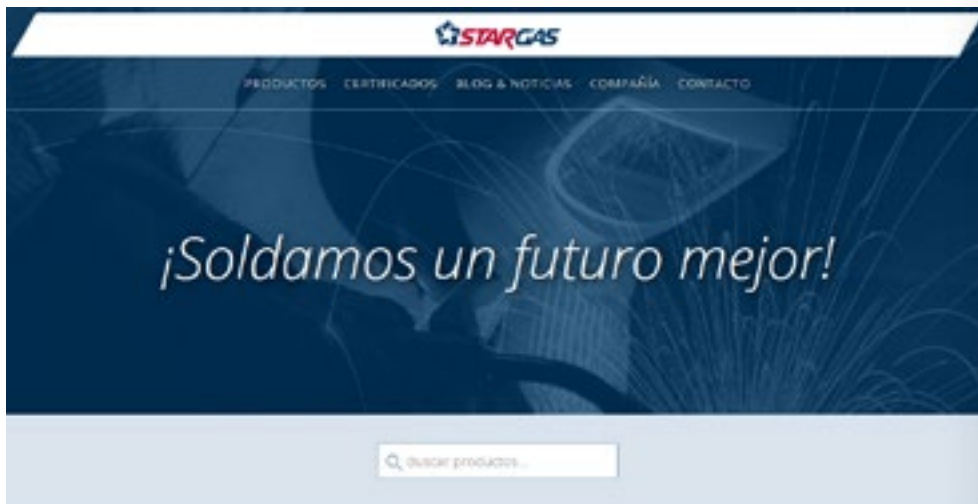 STARGAS
PRODUCTOS CERTIFICADOS BLOG & NOTICIAS COMPAÑÍA CONTACTO
¡Soldamos un futuro mejor!
Buscar productos...